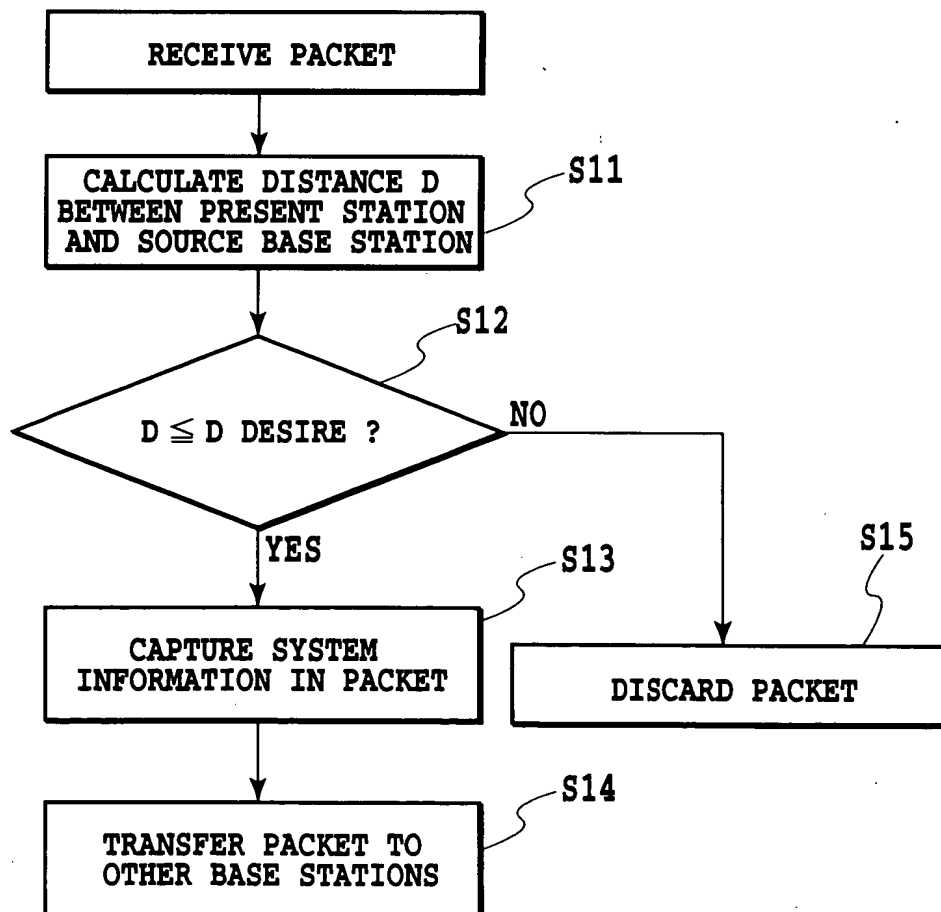 RECEIVE PACKET
CALCULATE DISTANCE D
BETWEEN PRESENT STATION
AND SOURCE BASE STATION
S11
S12
D ≦ D DESIRE ?
NO
YES
S13
CAPTURE SYSTEM
INFORMATION IN PACKET
S15
DISCARD PACKET
S14
TRANSFER PACKET TO
OTHER BASE STATIONS